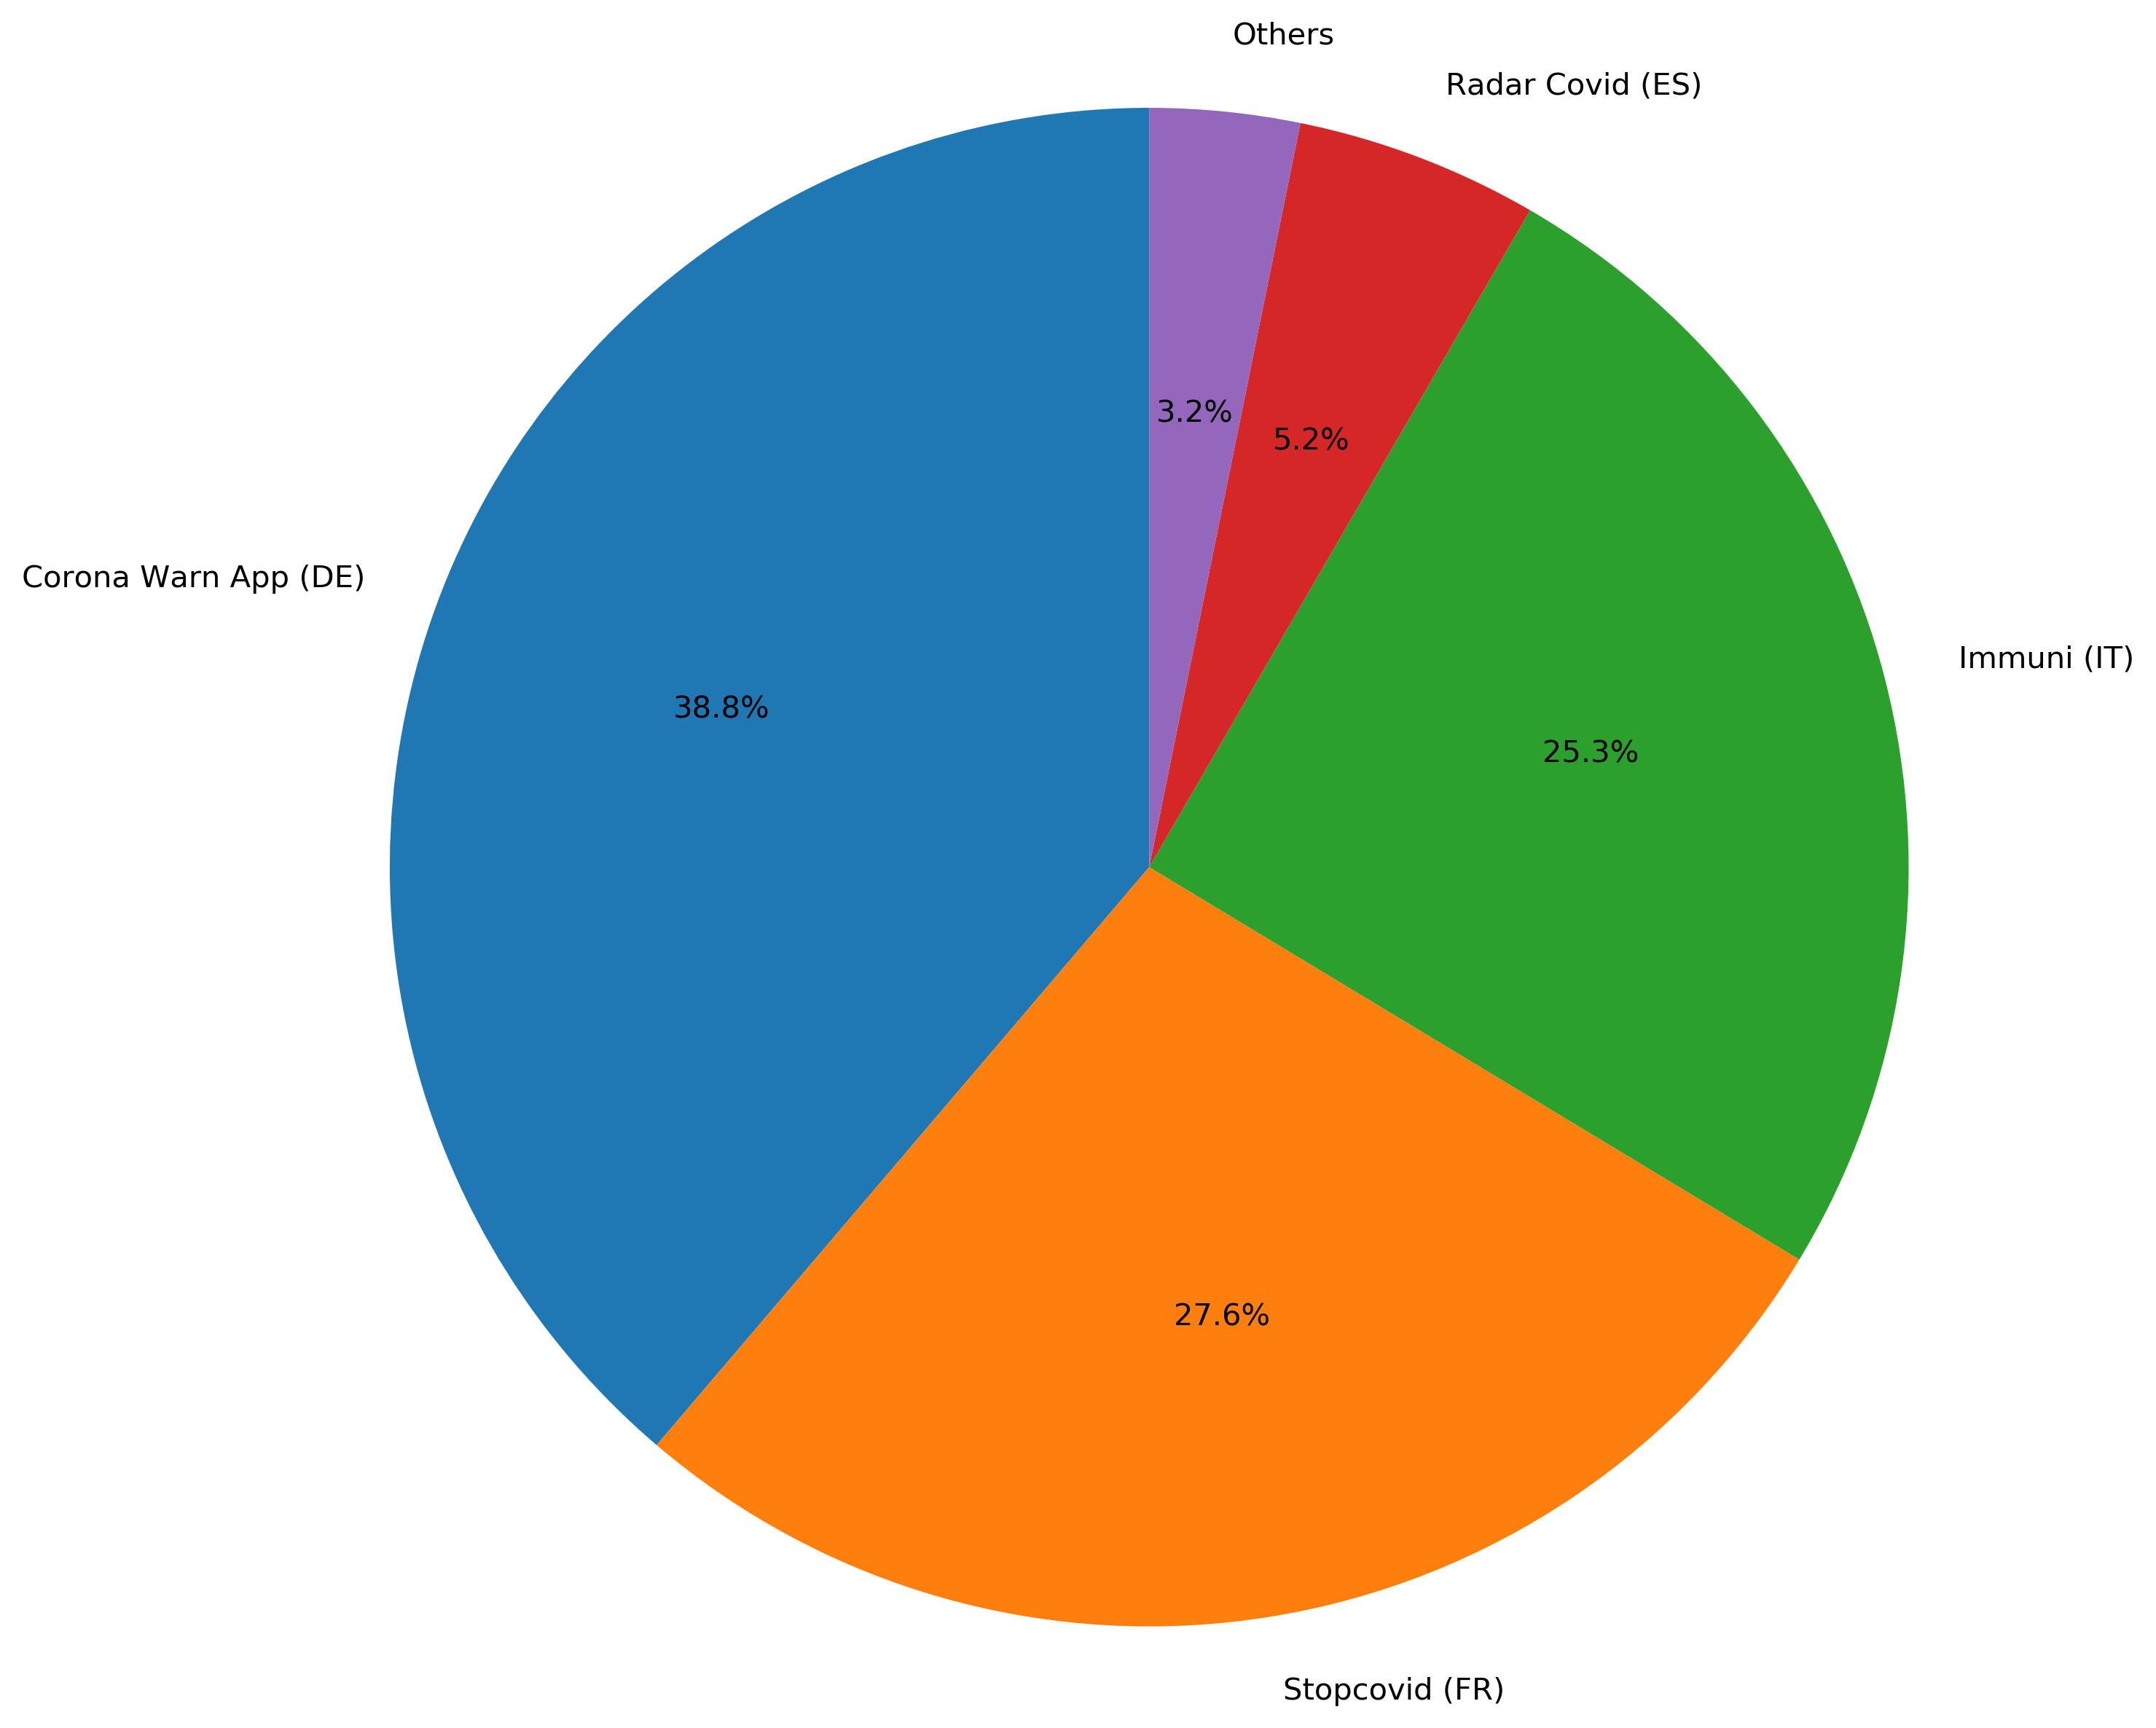 Others
Radar Covid (ES)
3.2%
5.2%
Corona Warn App (DE)
Immuni (IT)
38.8%
25.3%
27.6%
Stopcovid (FR)